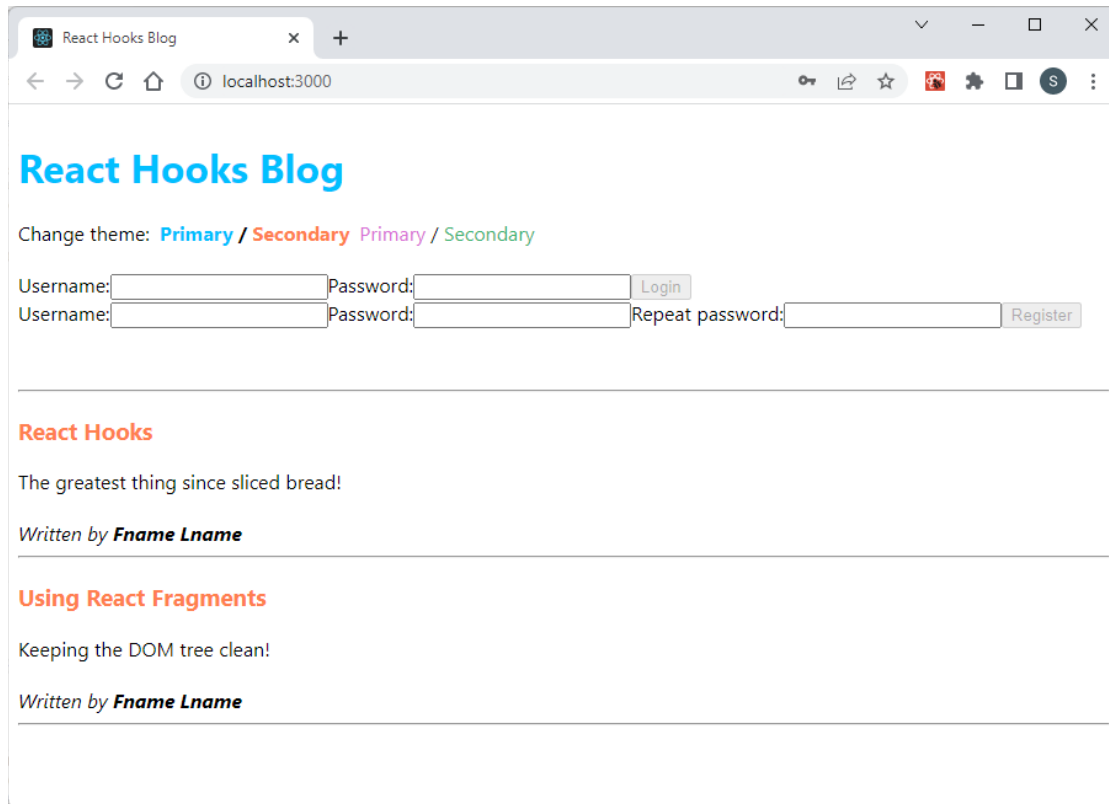 React Hooks Blog
localhost:3000
S
React Hooks Blog
Change theme: Primary / Secondary Primary / Secondary
Username: Password: Login
Username: Password: Repeat password: Register
React Hooks
The greatest thing since sliced bread!
Written by Fname Lname
Using React Fragments
Keeping the DOM tree clean!
Written by Fname Lname